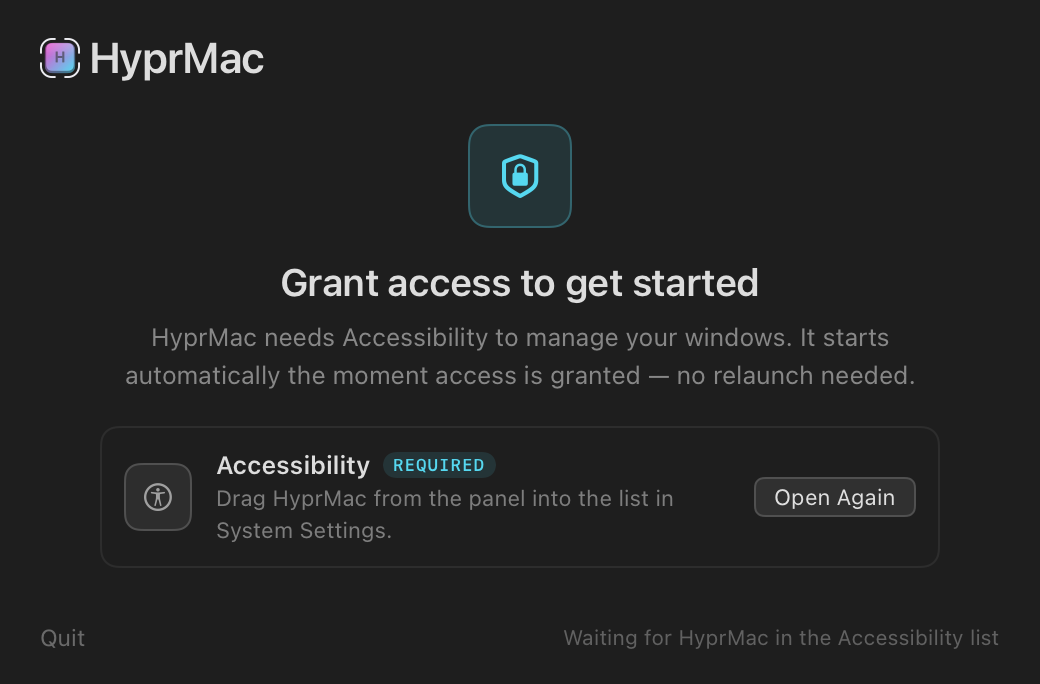 H HyprMac
Grant access to get started
HyprMac needs Accessibility to manage your windows. It starts
automatically the moment access is granted — no relaunch needed.
Accessibility REQUIRED
Drag HyprMac from the panel into the list in
System Settings.
Open Again
Quit
Waiting for HyprMac in the Accessibility list